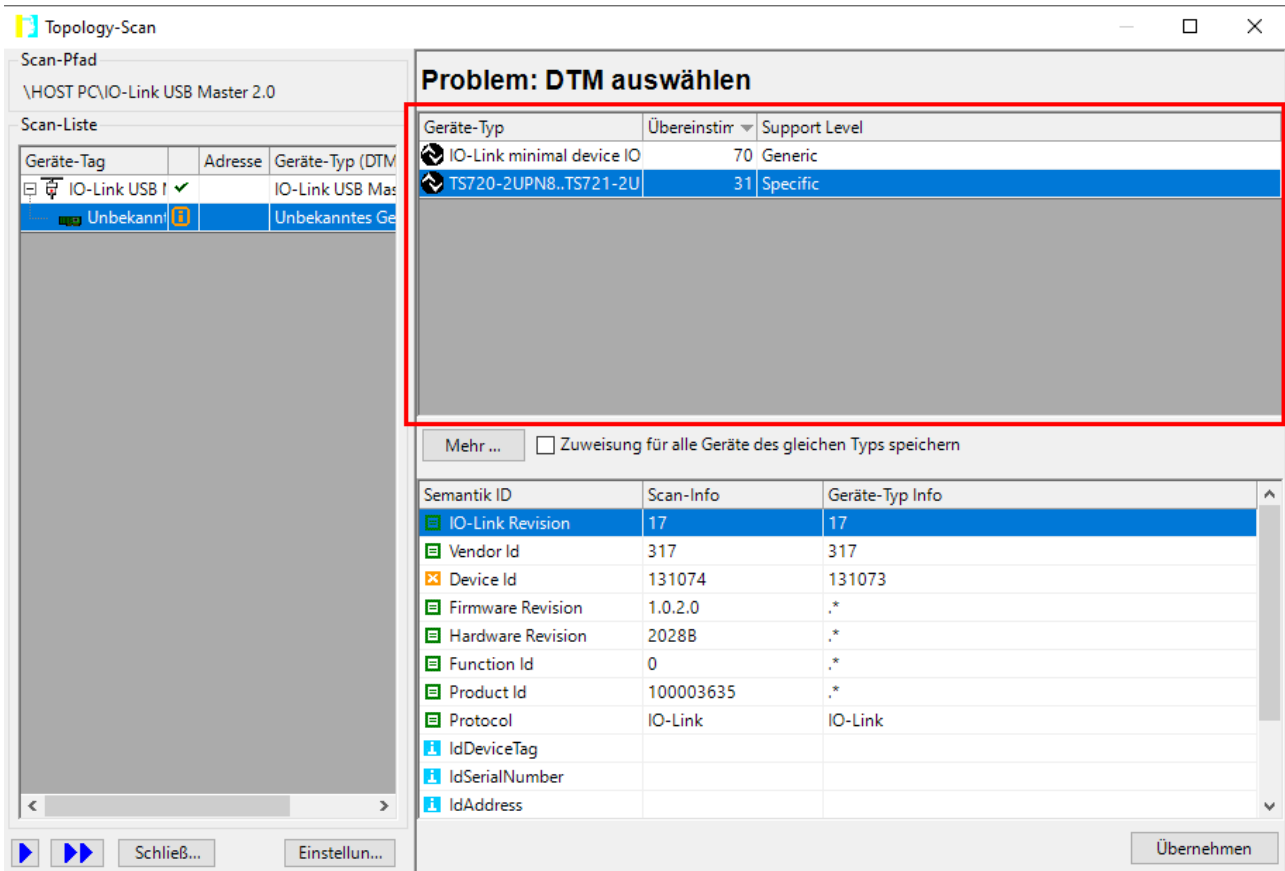 Topology-Scan
Scan-Pfad
\HOST PC\IO-Link USB Master 2.0
Scan-Liste
Geräte-Tag Adresse Geräte-Typ (DTM
IO-Link USB IO-Link USB Mas
Unbekannt Unbekanntes Ge
Schließ... Einstellun...
Problem: DTM auswählen
Geräte-Typ Übereinstim Support Level
IO-Link minimal device IO 70 Generic
TS720-2UPN8..TS721-2U 31 Specific
Mehr ... Zuweisung für alle Geräte des gleichen Typs speichern
Semantik ID Scan-Info Geräte-Typ Info
IO-Link Revision 17 17
Vendor Id 317 317
Device Id 131074 131073
Firmware Revision 1.0.2.0 .*
Hardware Revision 2028B .*
Function Id 0 .*
Product Id 100003635 .*
Protocol IO-Link IO-Link
IdDeviceTag
IdSerialNumber
IdAddress
Übernehmen